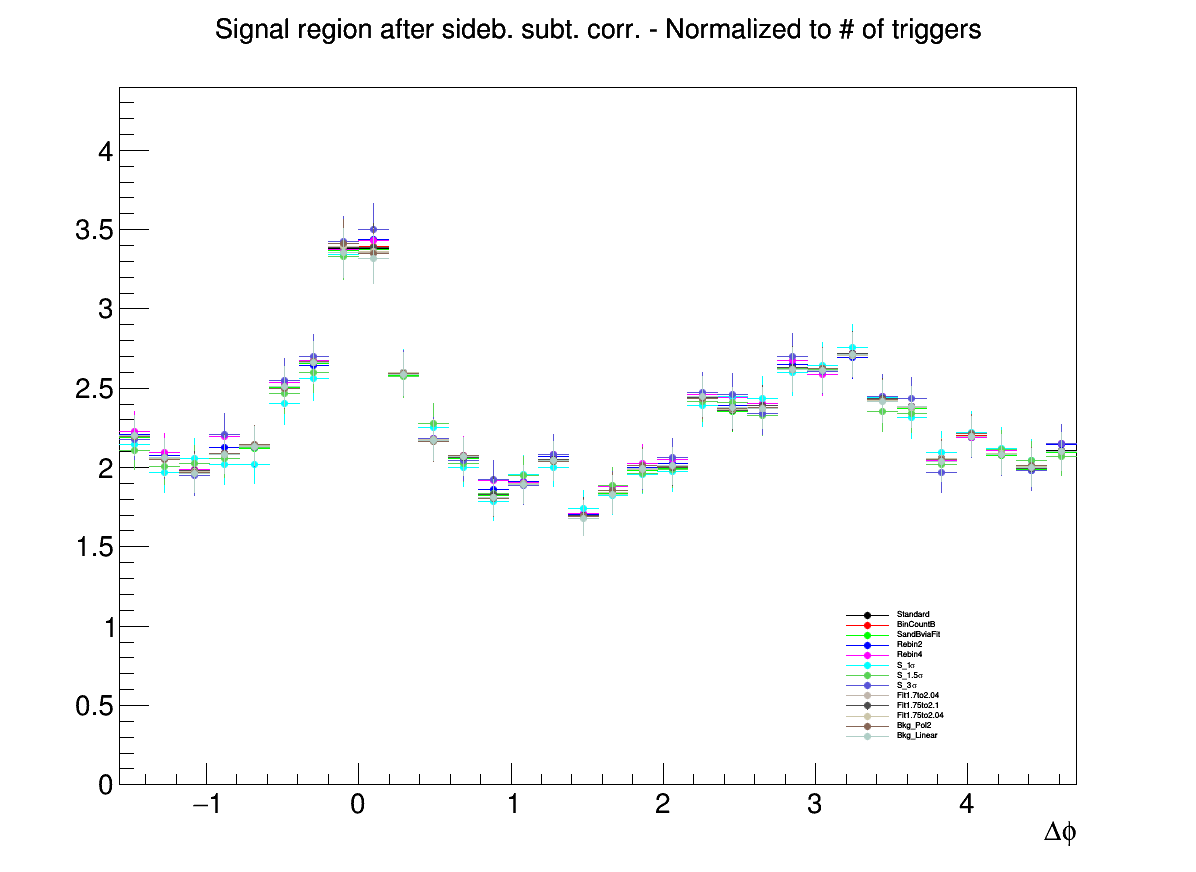 Signal region after sideb. subt. corr. - Normalized to # of triggers
4
3.5
3
2.5
2
1.5
1
0.5
0
−1 0 1 2 3 4
Δϕ
Standard
BinCountB
SandBviaFit
Rebin2
Rebin4
S_1σ
S_1.5σ
S_3σ
Fit1.7to2.04
Fit1.75to2.1
Fit1.75to2.04
Bkg_Pol2
Bkg_Linear